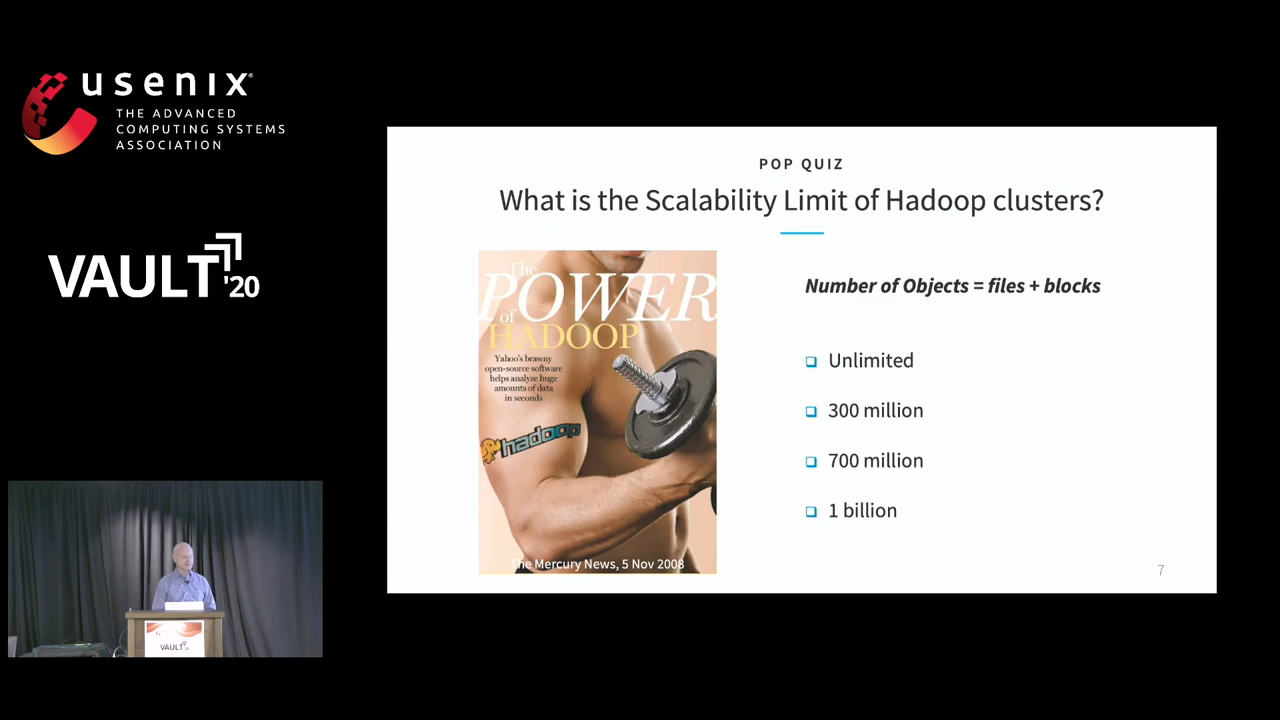 usenix®
THE ADVANCED
COMPUTING SYSTEMS
ASSOCIATION
VAULT '20
POP QUIZ
What is the Scalability Limit of Hadoop clusters?
The
POWER
of
HADOOP
Yahoo's brawny
open-source software
helps analyze huge
amounts of data
in seconds
hadoop
The Mercury News, 5 Nov 2008
Number of Objects = files + blocks
Unlimited
300 million
700 million
1 billion
7
VAULT '20